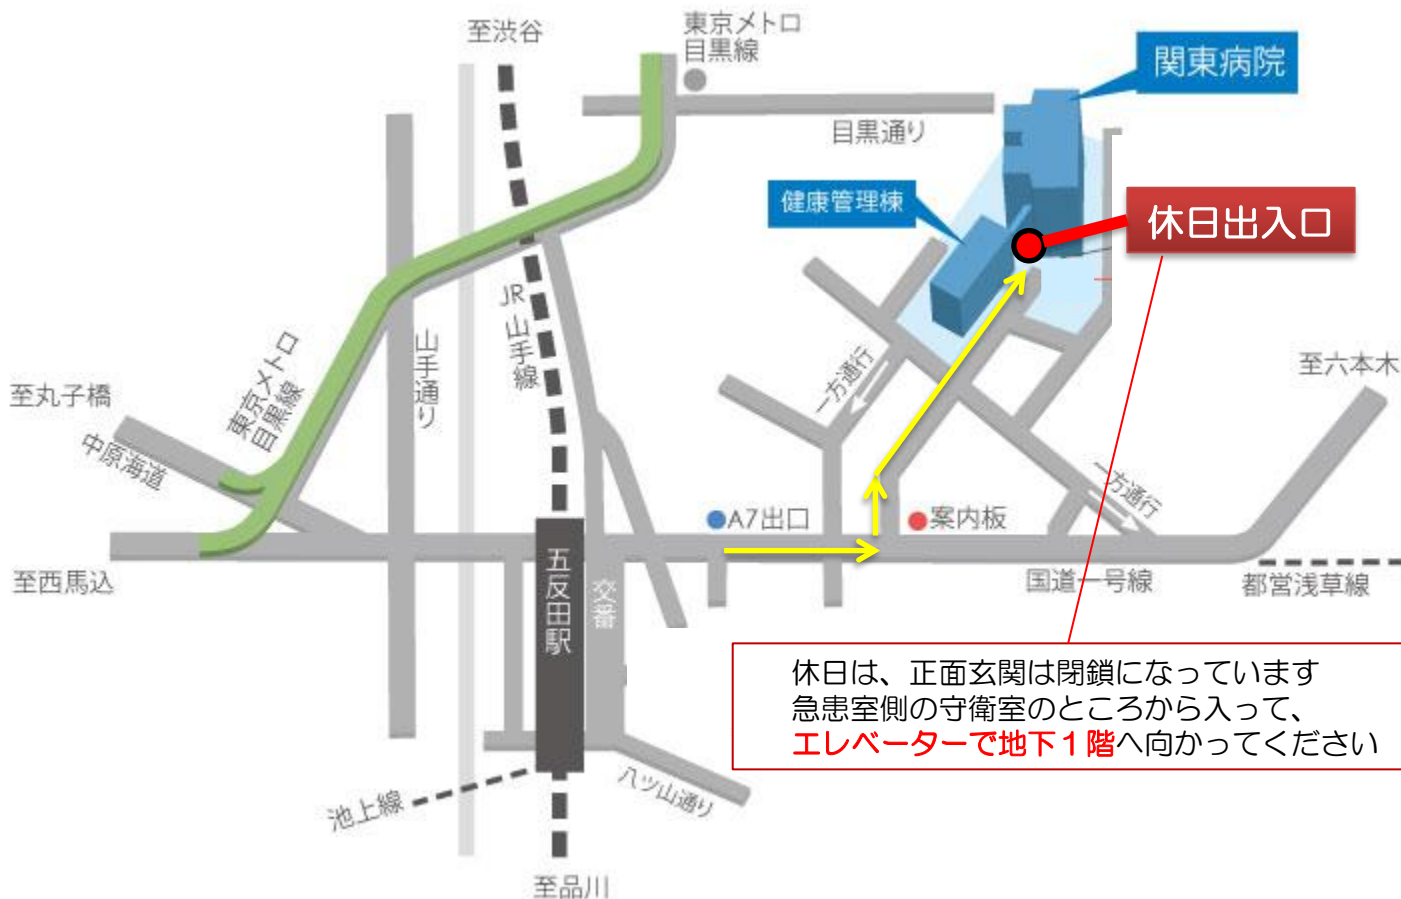 至渋谷
東京メトロ
目黒線
関東病院
目黒通り
健康管理棟
休日出入口
JR 山手線
山手通り
東京メトロ
目黒線
至丸子橋
中原海道
一方通行
至六本木
一方通行
A7出口
案内板
至西馬込
五反田駅
交番
国道一号線
都営浅草線
休日は、正面玄関は閉鎖になっています
急患室側の守衛室のところから入って、
エレベーターで地下1階へ向かってください
池上線
八ツ山通り
至品川